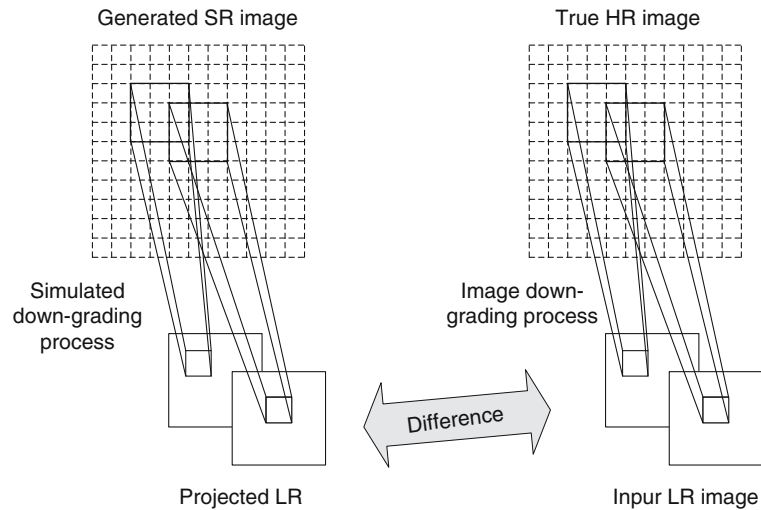 Generated SR image
True HR image
Simulated
down-grading
process
Image down-
grading process
Difference
Projected LR
Inpur LR image